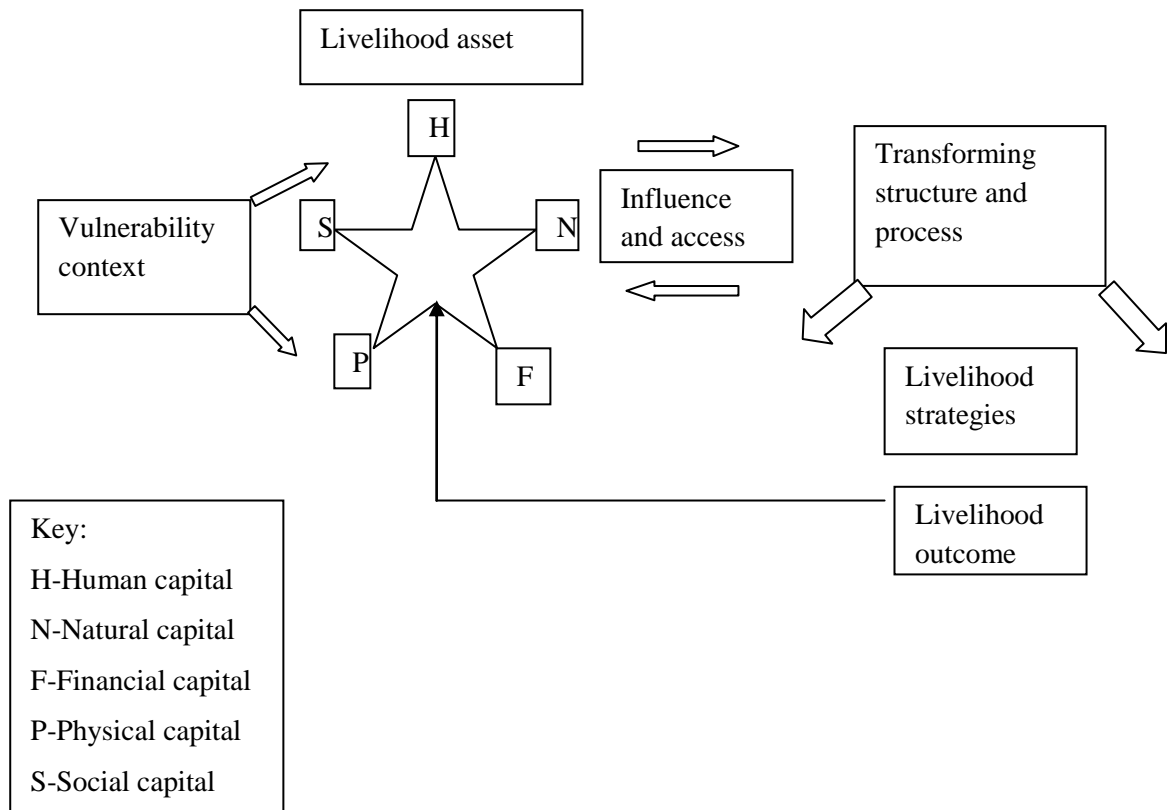 Livelihood asset
H
S
N
P
F
Vulnerability
context
Influence
and access
Transforming
structure and
process
Livelihood
strategies
Livelihood
outcome
Key:
H-Human capital
N-Natural capital
F-Financial capital
P-Physical capital
S-Social capital